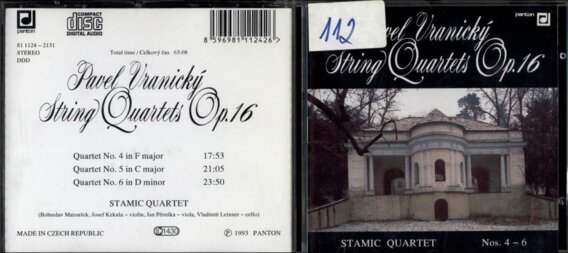 panton
COMPACT
disc
DIGITAL AUDIO
8 596981 112426 >
81 1124 – 2131
STEREO
DDD
Total time / Celkový čas 63:08
Pavel Vranický
String Quartets Op.16
Quartet No. 4 in F major 17:53
Quartet No. 5 in C major 21:05
Quartet No. 6 in D minor 23:50
STAMIC QUARTET
(Bohuslav Matoušek, Josef Kekula – violin, Jan Pěruška – viola, Vladimír Leixner – cello)
MADE IN CZECH REPUBLIC
1430
℗ 1993 PANTON
112
panton
Pavel Vranický
String Quartets Op.16
STAMIC QUARTET Nos. 4 – 6